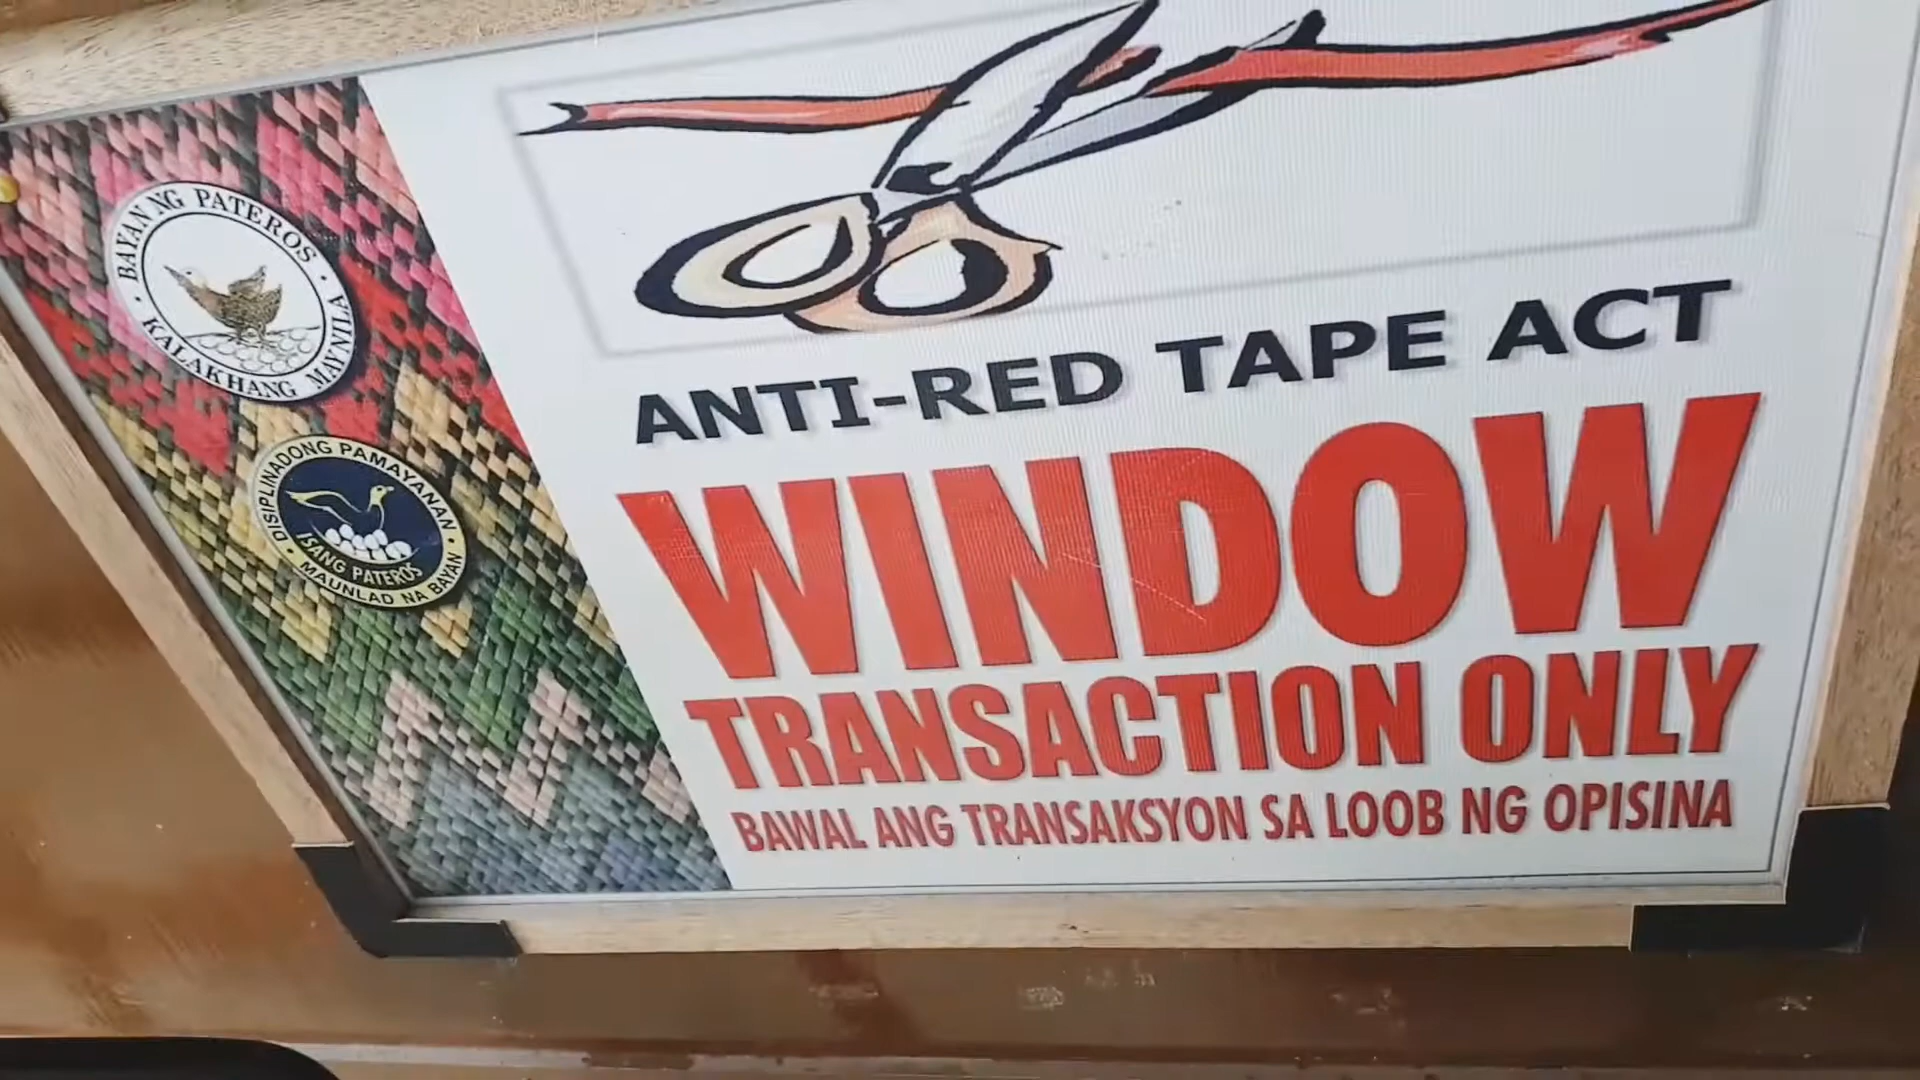 BAYAN NG PATEROS
KALAKHANG MAYNILA
DISIPLINADONG PAMAYANAN
ISANG PATEROS
MAUNLAD NA BAYAN
ANTI-RED TAPE ACT
WINDOW
TRANSACTION ONLY
BAWAL ANG TRANSAKSYON SA LOOB NG OPISINA